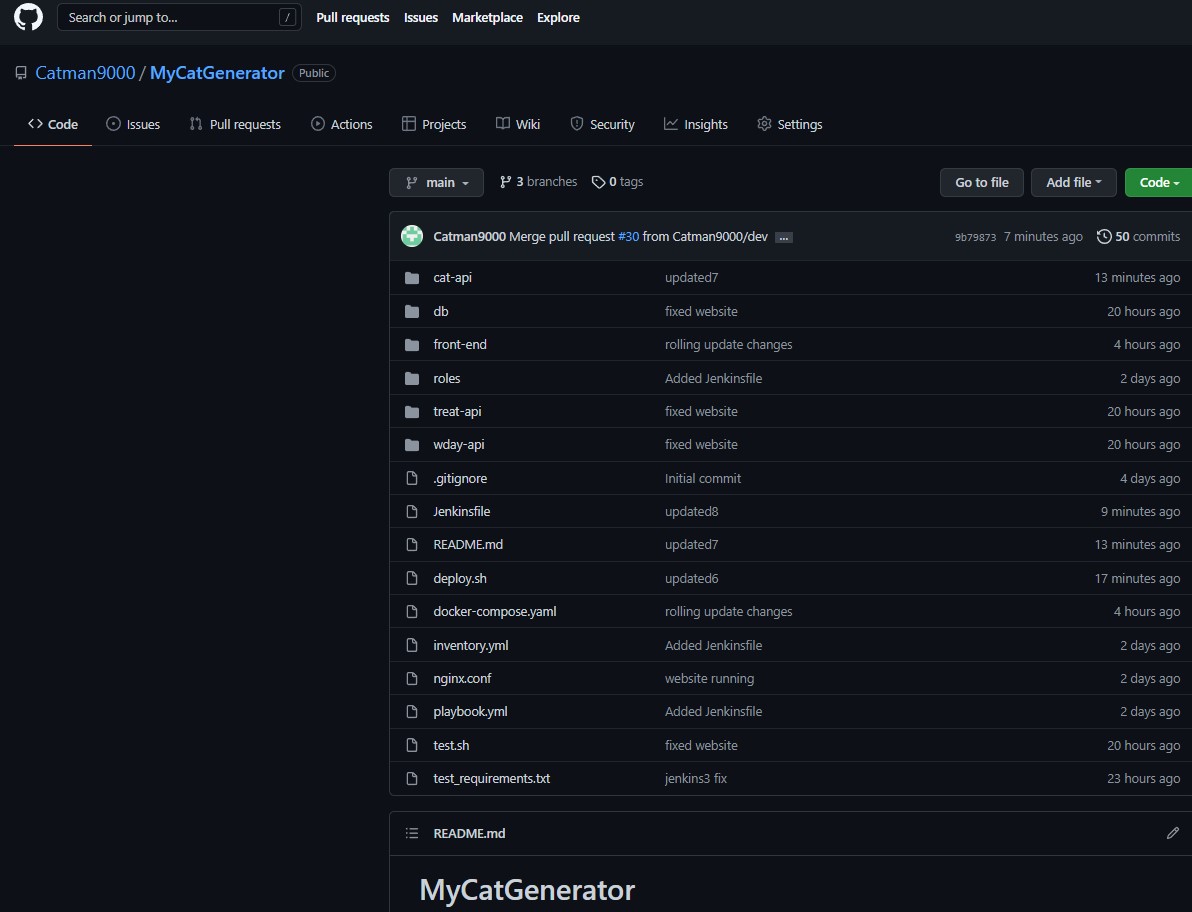 Search or jump to... /
Pull requests Issues Marketplace Explore
Catman9000 / MyCatGenerator Public
Code Issues Pull requests Actions Projects Wiki Security Insights Settings
main 3 branches 0 tags Go to file Add file Code
Catman9000 Merge pull request #30 from Catman9000/dev ... 9b79873 7 minutes ago 50 commits
cat-api updated7 13 minutes ago
db fixed website 20 hours ago
front-end rolling update changes 4 hours ago
roles Added Jenkinsfile 2 days ago
treat-api fixed website 20 hours ago
wday-api fixed website 20 hours ago
.gitignore Initial commit 4 days ago
Jenkinsfile updated8 9 minutes ago
README.md updated7 13 minutes ago
deploy.sh updated6 17 minutes ago
docker-compose.yaml rolling update changes 4 hours ago
inventory.yml Added Jenkinsfile 2 days ago
nginx.conf website running 2 days ago
playbook.yml Added Jenkinsfile 2 days ago
test.sh fixed website 20 hours ago
test_requirements.txt jenkins3 fix 23 hours ago
README.md
MyCatGenerator